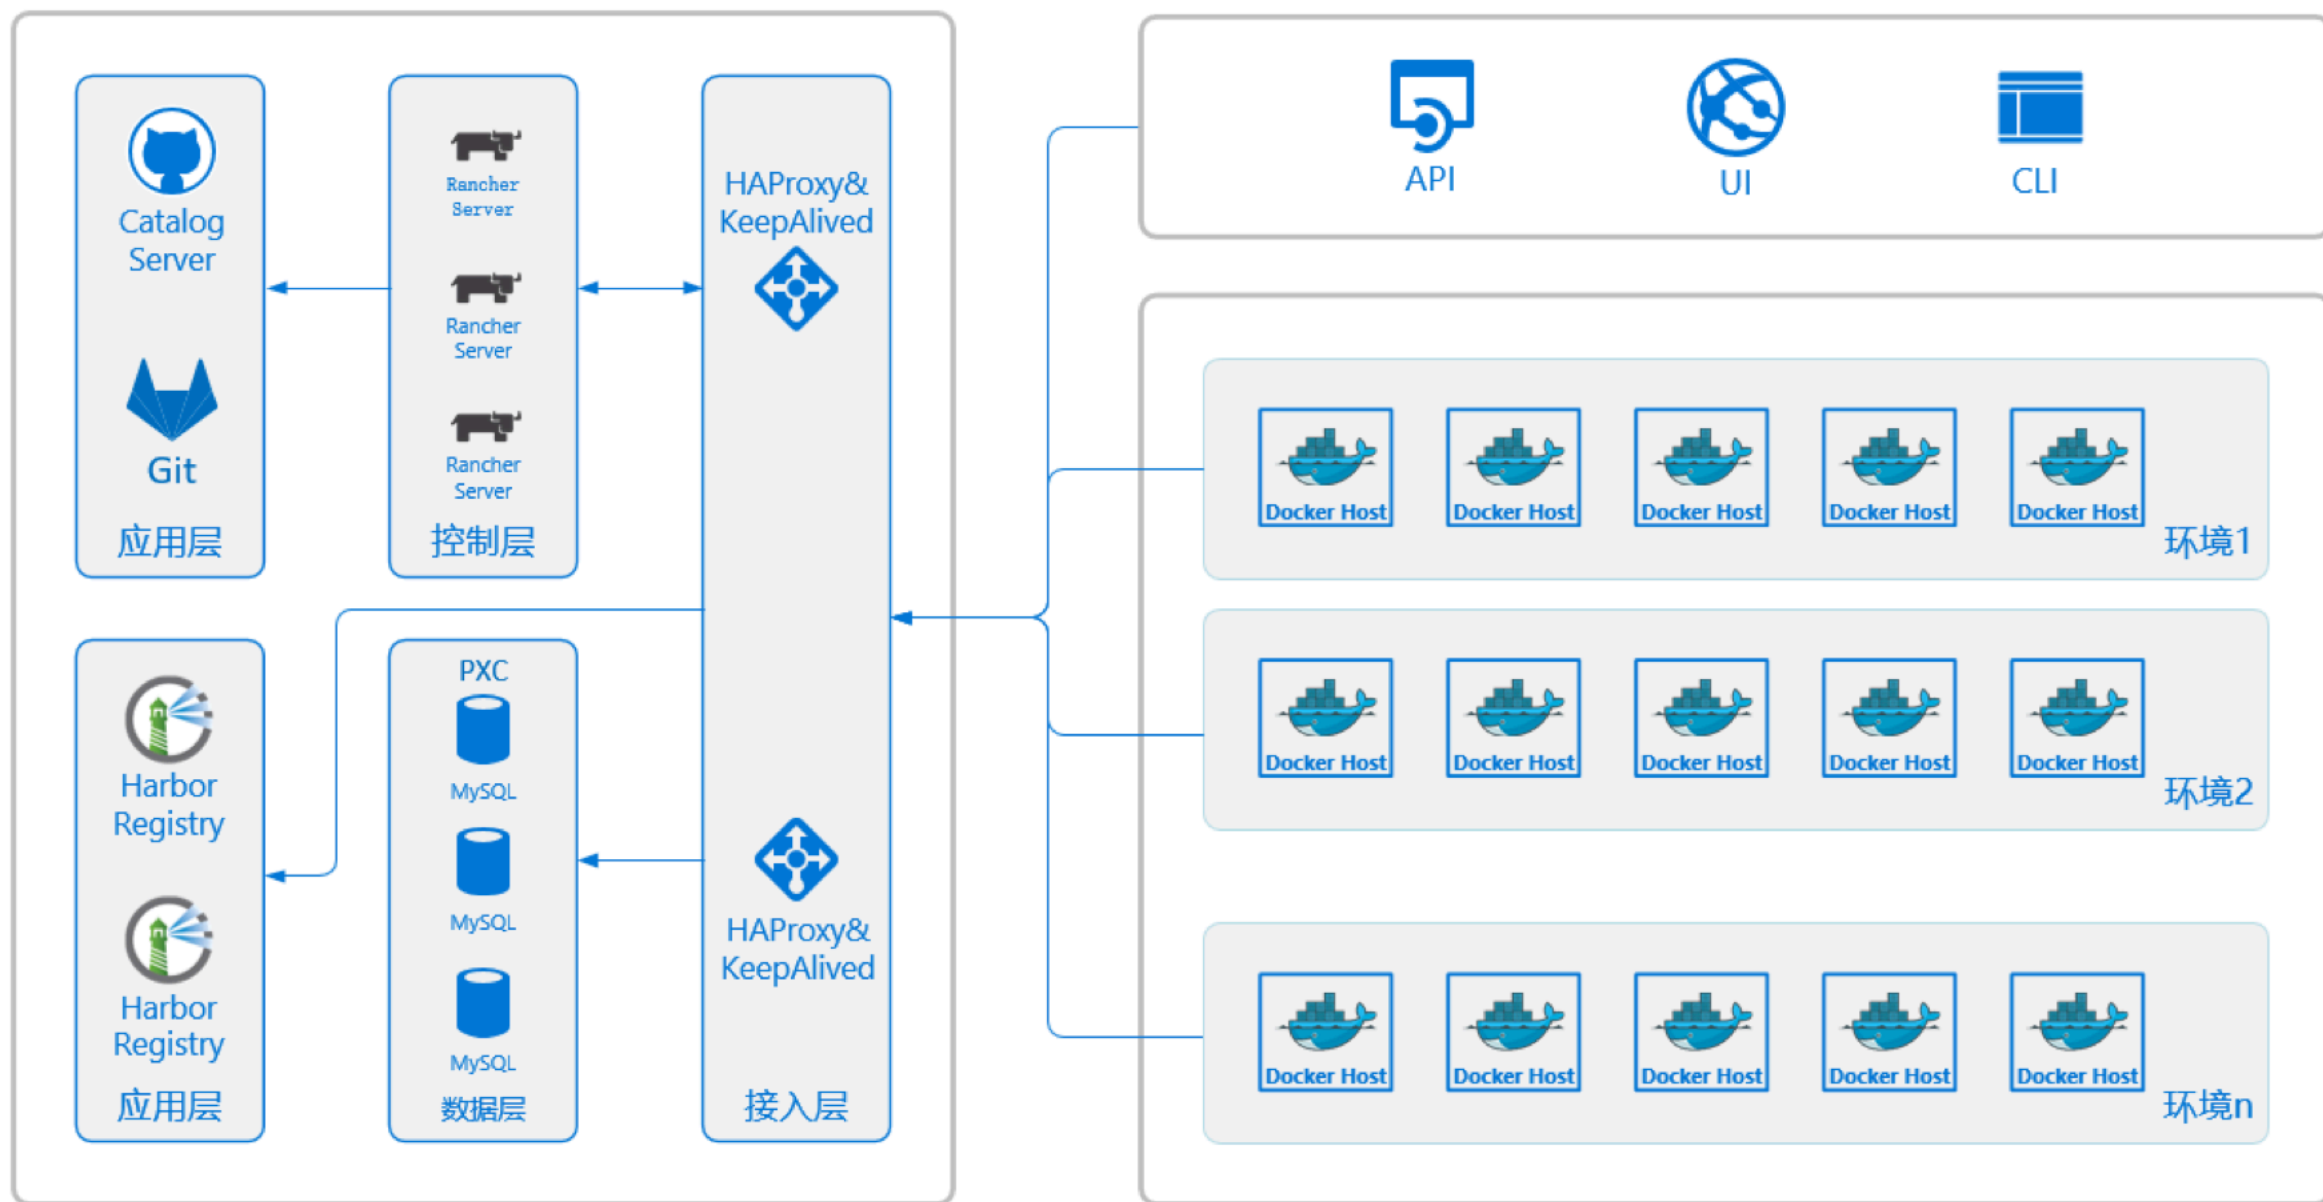 Catalog
Server
Git
应用层
Rancher
Server
Rancher
Server
Rancher
Server
控制层
HAProxy&
KeepAlived
Harbor
Registry
Harbor
Registry
应用层
PXC
MySQL
MySQL
MySQL
数据层
HAProxy&
KeepAlived
接入层
API
UI
CLI
Docker Host
Docker Host
Docker Host
Docker Host
Docker Host
环境1
Docker Host
Docker Host
Docker Host
Docker Host
Docker Host
环境2
Docker Host
Docker Host
Docker Host
Docker Host
Docker Host
环境n